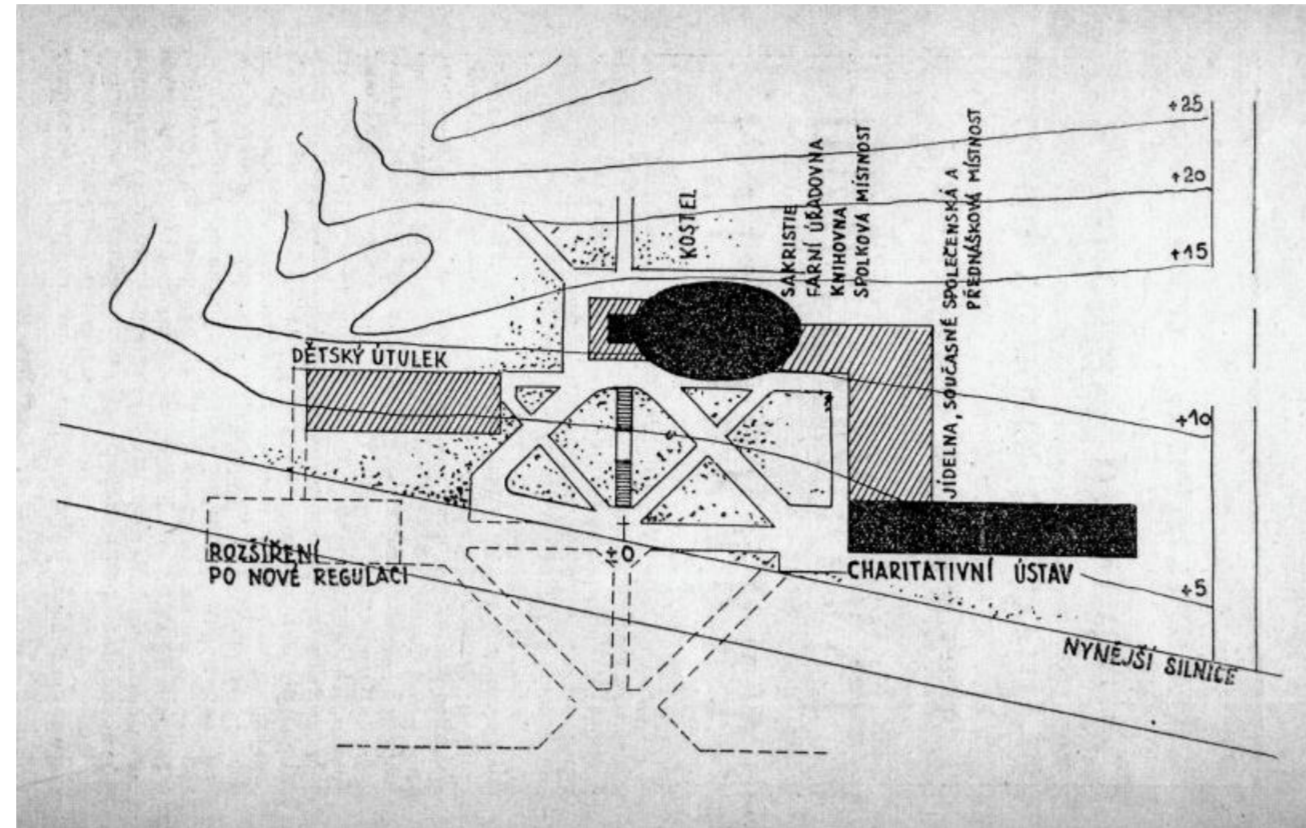 +25
+20
+15
+10
+5
KOSTEL
SAKRISTIE
FARNÍ ÚŘADOVNA
KNIHOVNA
SPOLKOVÁ MÍSTNOST
JÍDELNA, SOUČASNĚ SPOLEČENSKÁ A
PŘEDNÁŠKOVÁ MÍSTNOST
DĚTSKÝ ÚTULEK
±0
ROZŠÍŘENÍ
PO NOVÉ REGULACI
CHARITATIVNÍ ÚSTAV
NYNĚJŠÍ SILNICE